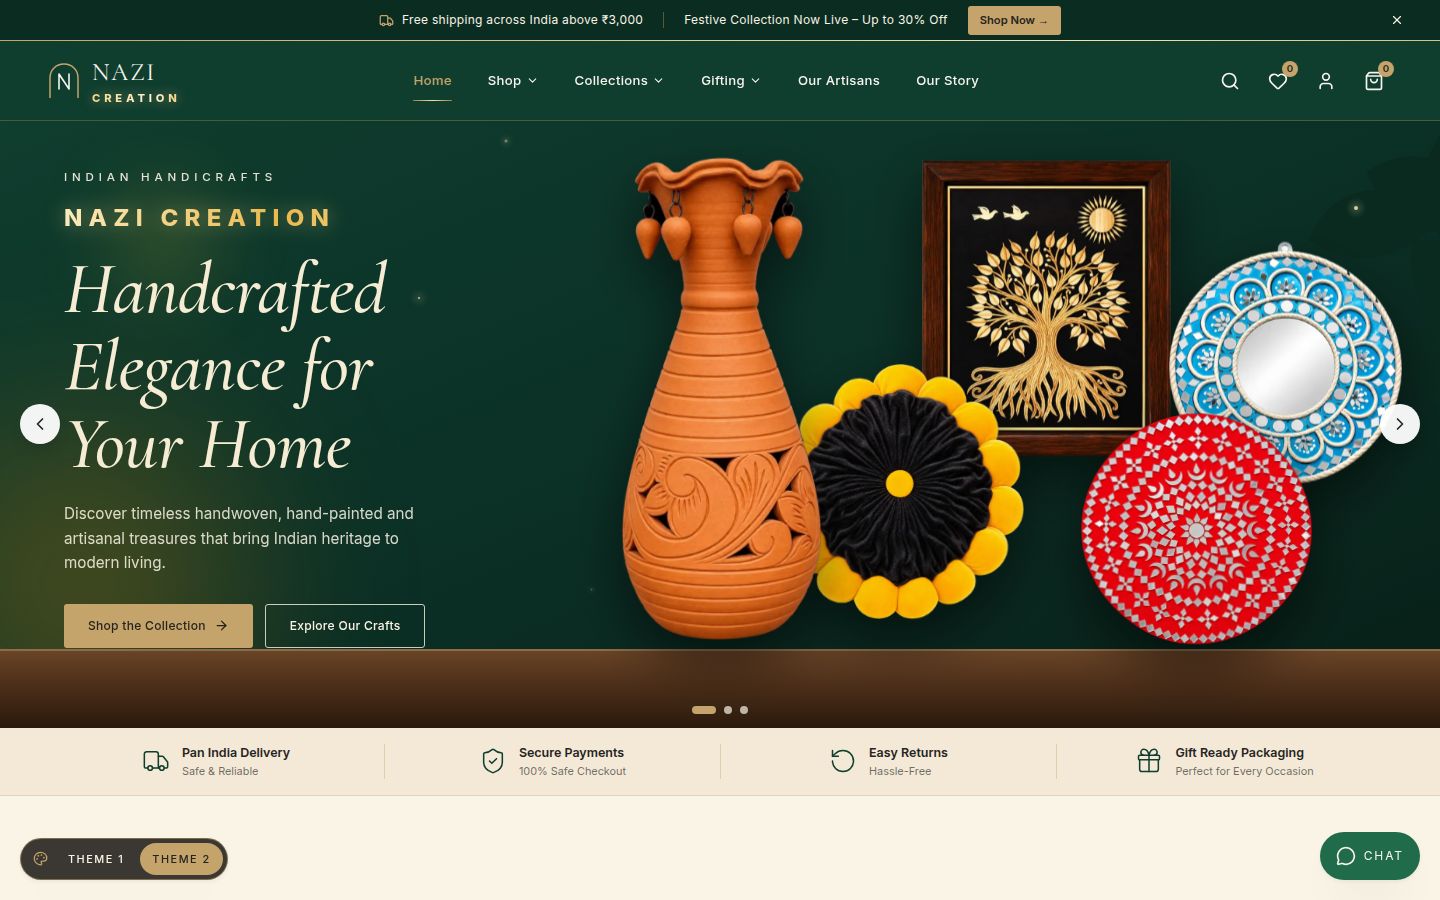 Free shipping across India above ₹3,000
Festive Collection Now Live – Up to 30% Off
Shop Now →
N
NAZI
CREATION
Home
Shop
Collections
Gifting
Our Artisans
Our Story
0
0
INDIAN HANDICRAFTS
NAZI CREATION
Handcrafted
Elegance for
Your Home
Discover timeless handwoven, hand-painted and
artisanal treasures that bring Indian heritage to
modern living.
Shop the Collection →
Explore Our Crafts
Pan India Delivery
Safe & Reliable
Secure Payments
100% Safe Checkout
Easy Returns
Hassle-Free
Gift Ready Packaging
Perfect for Every Occasion
THEME 1
THEME 2
CHAT